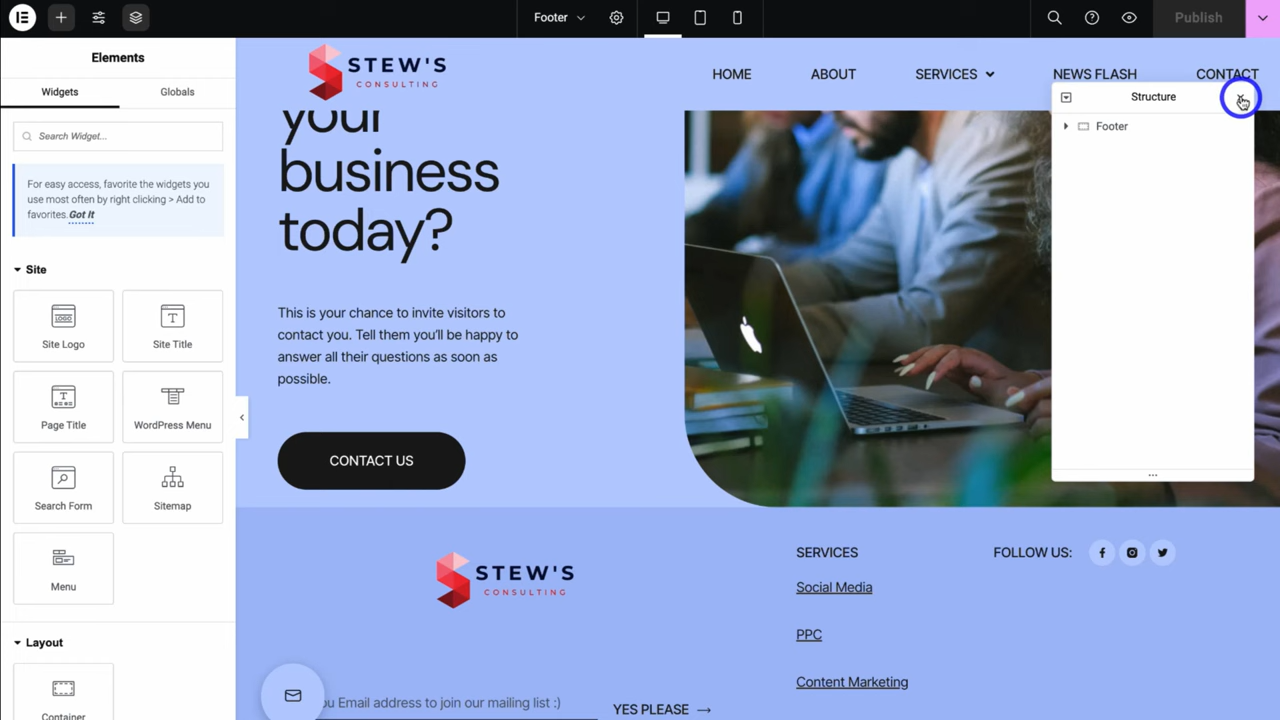 Footer
Publish
Elements
Widgets
Globals
Search Widget...
For easy access, favorite the widgets you
use most often by right clicking > Add to
favorites.Got It
Site
LOGO
Site Logo
T
Site Title
T
Page Title
WordPress Menu
Search Form
Sitemap
Menu
Layout
Container
STEW'S
CONSULTING
HOME
ABOUT
SERVICES
NEWS FLASH
CONTACT
Structure
Footer
your
business
today?
This is your chance to invite visitors to
contact you. Tell them you'll be happy to
answer all their questions as soon as
possible.
CONTACT US
STEW'S
CONSULTING
SERVICES
Social Media
PPC
Content Marketing
FOLLOW US:
u Email address to join our mailing list :)
YES PLEASE →